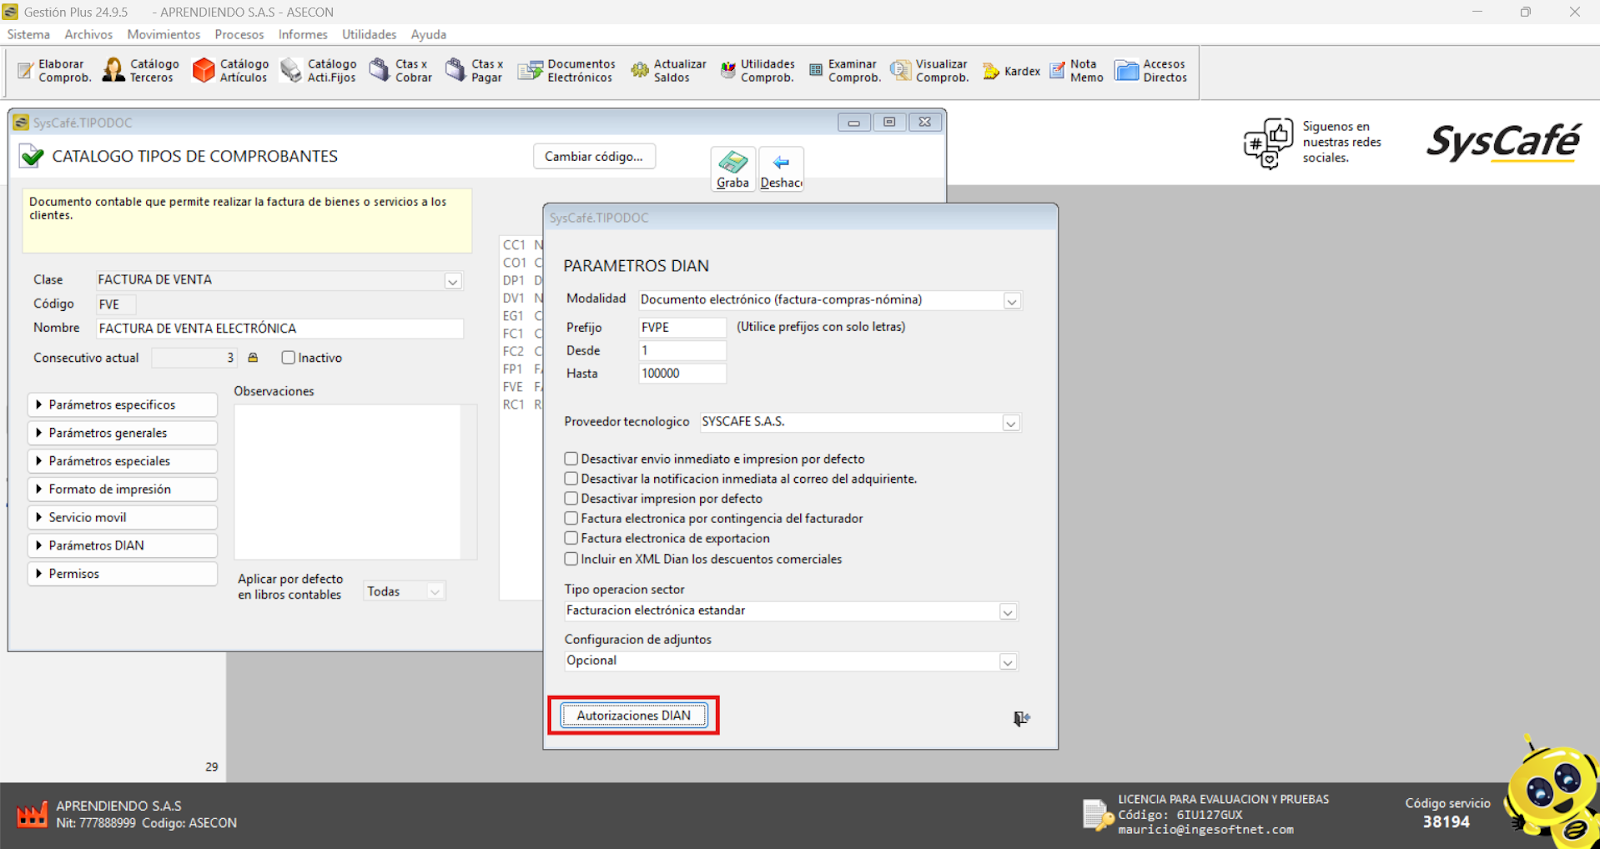 Gestión Plus 24.9.5 - APRENDIENDO S.A.S - ASECON
Sistema Archivos Movimientos Procesos Informes Utilidades Ayuda
Elaborar Comprob.
Catálogo Terceros
Catálogo Artículos
Catálogo Acti.Fijos
Ctas x Cobrar
Ctas x Pagar
Documentos Electrónicos
Actualizar Saldos
Utilidades Comprob.
Examinar Comprob.
Visualizar Comprob.
Kardex
Nota Memo
Accesos Directos
SysCafé.TIPODOC
CATALOGO TIPOS DE COMPROBANTES
Cambiar código...
Graba
Deshac
Siguenos en
nuestras redes
sociales.
SysCafé
Documento contable que permite realizar la factura de bienes o servicios a los
clientes.
Clase FACTURA DE VENTA
Código FVE
Nombre FACTURA DE VENTA ELECTRÓNICA
Consecutivo actual 3 Inactivo
Parámetros especificos
Parámetros generales
Parámetros especiales
Formato de impresión
Servicio movil
Parámetros DIAN
Permisos
Observaciones
Aplicar por defecto
en libros contables Todas
CC1 N
CO1 C
DP1 D
DV1 N
EG1 C
FC1 C
FC2 C
FP1 F
FVE F
RC1 R
SysCafé.TIPODOC
PARAMETROS DIAN
Modalidad Documento electrónico (factura-compras-nómina)
Prefijo FVPE (Utilice prefijos con solo letras)
Desde 1
Hasta 100000
Proveedor tecnologico SYSCAFE S.A.S.
Desactivar envio inmediato e impresion por defecto
Desactivar la notificacion inmediata al correo del adquiriente.
Desactivar impresion por defecto
Factura electronica por contingencia del facturador
Factura electronica de exportacion
Incluir en XML Dian los descuentos comerciales
Tipo operacion sector
Facturacion electrónica estandar
Configuracion de adjuntos
Opcional
Autorizaciones DIAN
29
APRENDIENDO S.A.S
Nit: 777888999 Codigo: ASECON
LICENCIA PARA EVALUACION Y PRUEBAS
Código: 6IU127GUX
mauricio@ingesoftnet.com
Código servicio
38194